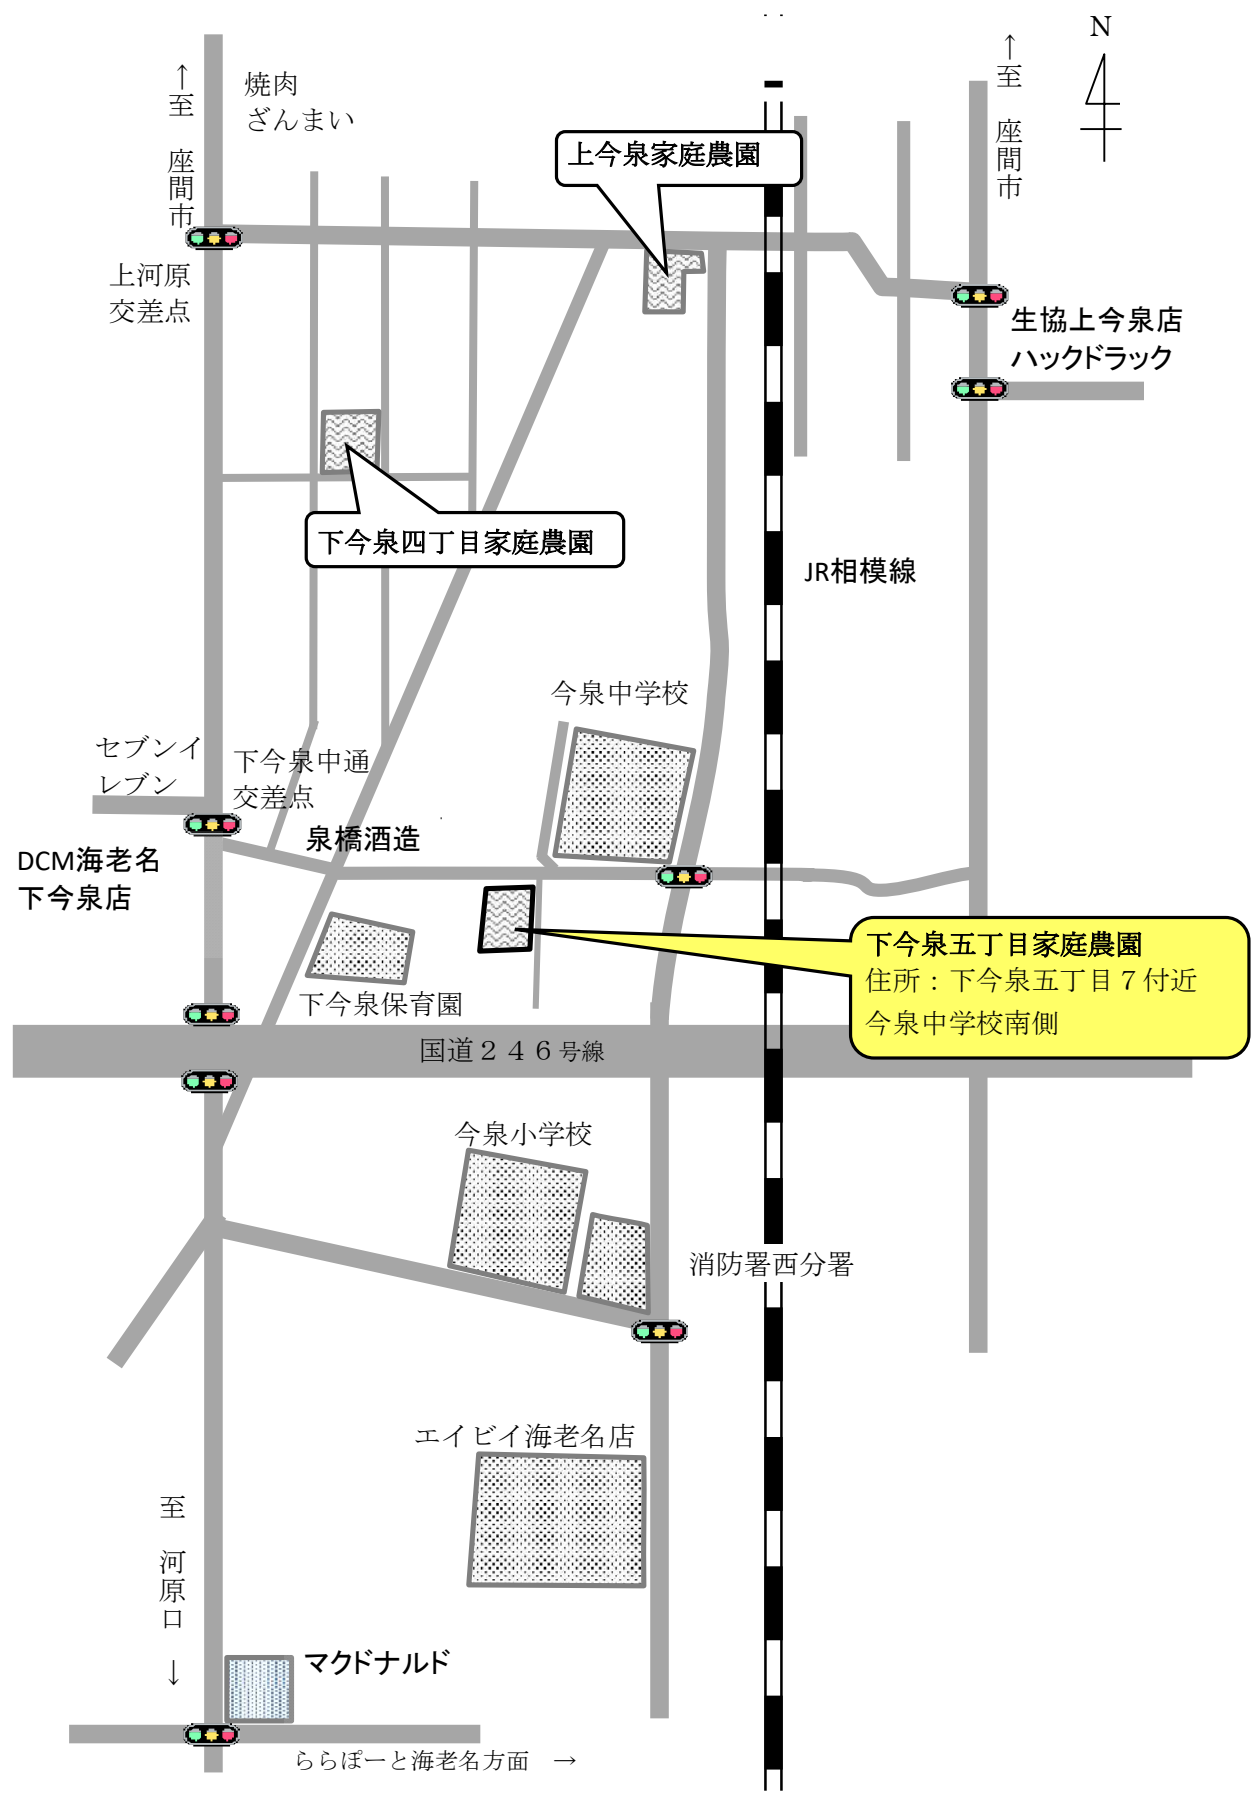 N
←至 座間市
焼肉
ざんまい
←至 座間市
上今泉家庭農園
上河原
交差点
生協上今泉店
ハックドラック
下今泉四丁目家庭農園
JR相模線
今泉中学校
セブンイ
レブン
下今泉中通
交差点
泉橋酒造
DCM海老名
下今泉店
下今泉五丁目家庭農園
住所：下今泉五丁目７付近
今泉中学校南側
下今泉保育園
国道２４６号線
今泉小学校
消防署西分署
エイビイ海老名店
至 河原口 →
マクドナルド
ららぽーと海老名方面 →